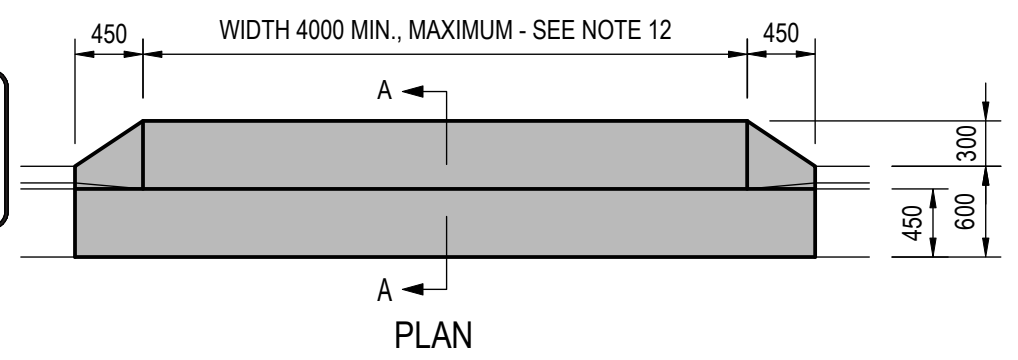 450
WIDTH 4000 MIN., MAXIMUM - SEE NOTE 12
450
A
300
450
600
A
PLAN